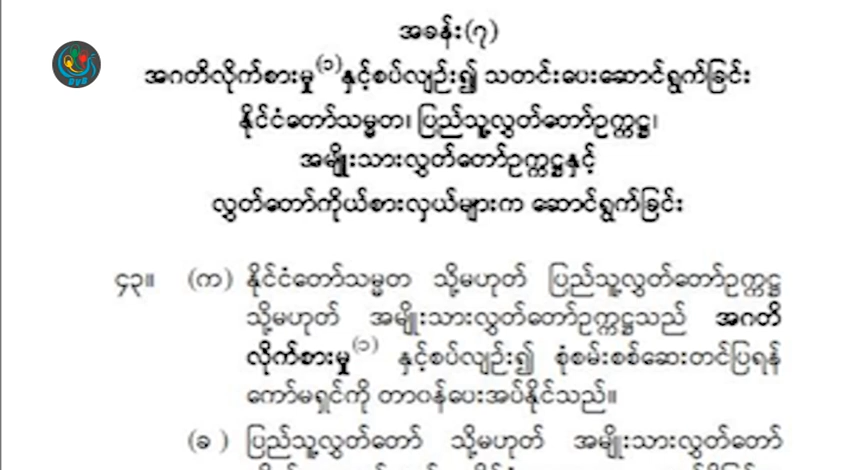 DVB
အခန်း(၇)
အဂတိလိုက်စားမှု(၁)နှင့်စပ်လျဉ်း၍ သတင်းပေးဆောင်ရွက်ခြင်း
နိုင်ငံတော်သမ္မတ၊ ပြည်သူ့လွှတ်တော်ဥက္ကဋ္ဌ၊
အမျိုးသားလွှတ်တော်ဥက္ကဋ္ဌနှင့်
လွှတ်တော်ကိုယ်စားလှယ်များက ဆောင်ရွက်ခြင်း
၄၃။ (က) နိုင်ငံတော်သမ္မတ သို့မဟုတ် ပြည်သူ့လွှတ်တော်ဥက္ကဋ္ဌ
သို့မဟုတ် အမျိုးသားလွှတ်တော်ဥက္ကဋ္ဌသည် အဂတိ
လိုက်စားမှု(၁) နှင့်စပ်လျဉ်း၍ စုံစမ်းစစ်ဆေးတင်ပြရန်
ကော်မရှင်ကို တာဝန်ပေးအပ်နိုင်သည်။
(ခ ) ပြည်သူ့လွှတ်တော် သို့မဟုတ် အမျိုးသားလွှတ်တော်